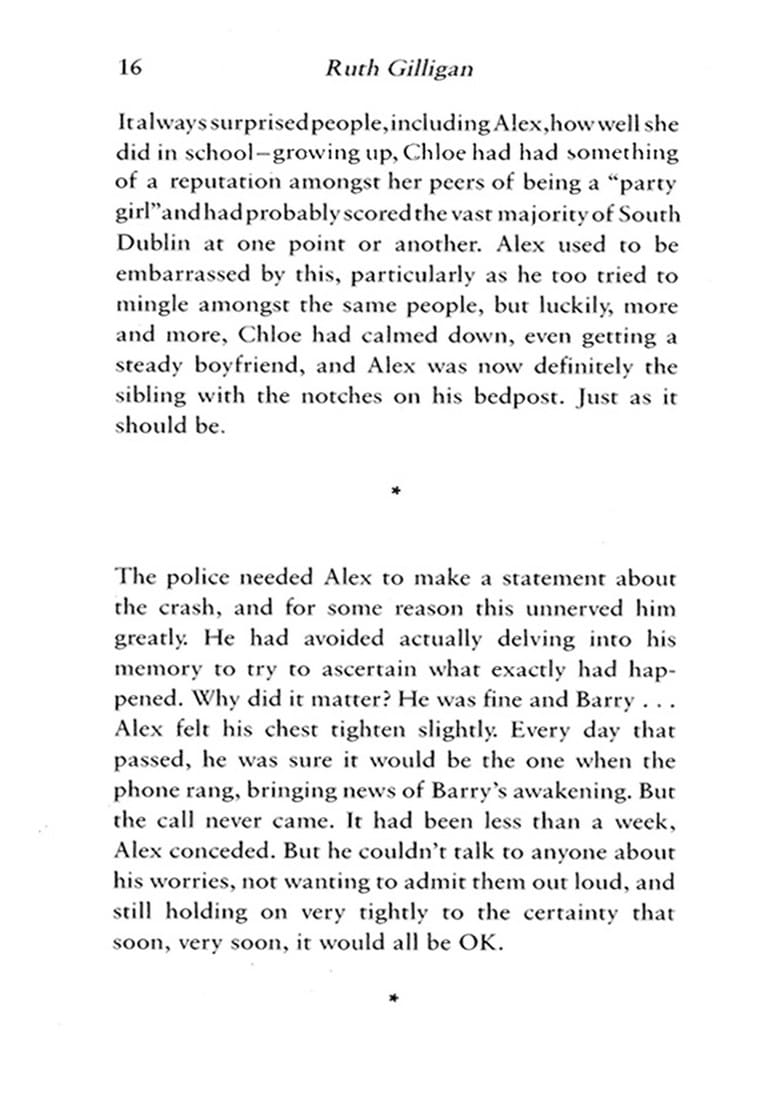 16 Ruth Gilligan
It always surprised people, including Alex, how well she
did in school—growing up, Chloe had had something
of a reputation amongst her peers of being a “party
girl” and had probably scored the vast majority of South
Dublin at one point or another. Alex used to be
embarrassed by this, particularly as he too tried to
mingle amongst the same people, but luckily, more
and more, Chloe had calmed down, even getting a
steady boyfriend, and Alex was now definitely the
sibling with the notches on his bedpost. Just as it
should be.
*
The police needed Alex to make a statement about
the crash, and for some reason this unnerved him
greatly. He had avoided actually delving into his
memory to try to ascertain what exactly had hap-
pened. Why did it matter? He was fine and Barry . . .
Alex felt his chest tighten slightly. Every day that
passed, he was sure it would be the one when the
phone rang, bringing news of Barry’s awakening. But
the call never came. It had been less than a week,
Alex conceded. But he couldn’t talk to anyone about
his worries, not wanting to admit them out loud, and
still holding on very tightly to the certainty that
soon, very soon, it would all be OK.
*